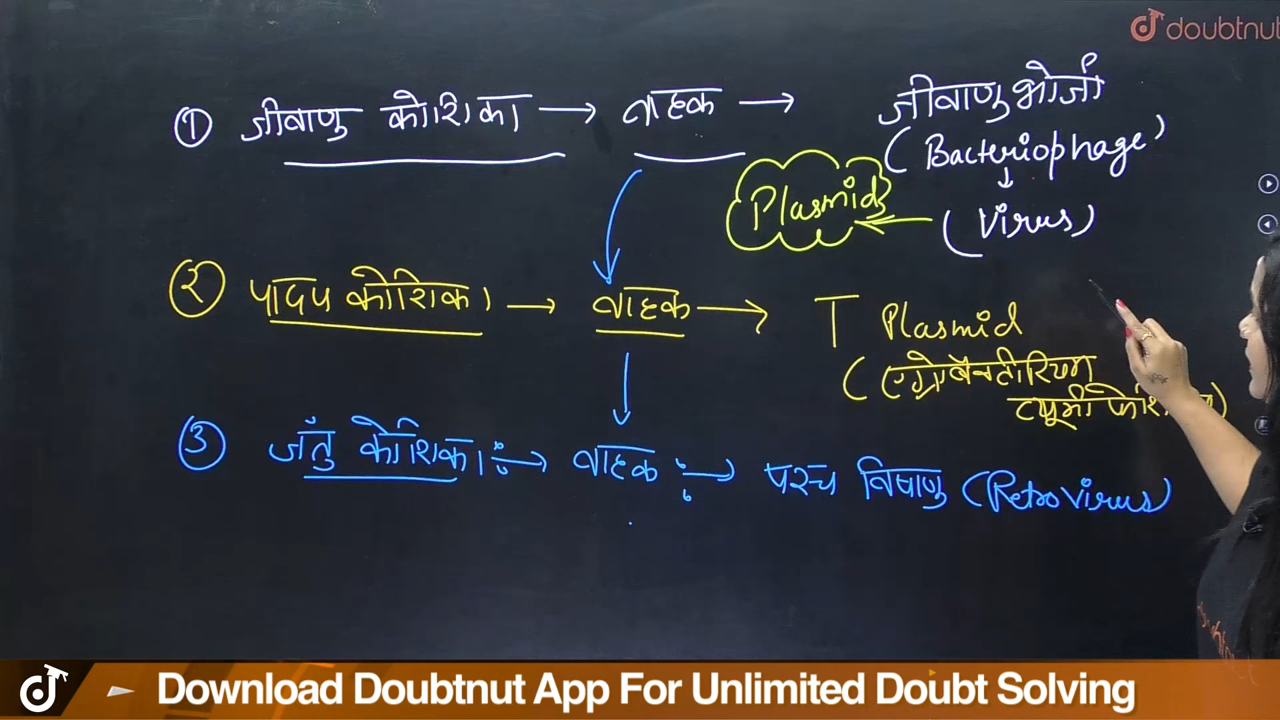 doubtnut
① जीवाणु कोशिका → वाहक → जीवाणुभोजी
(Bacteriophage)
↓
Plasmid ← (Virus)
② पादप कोशिका → वाहक → T Plasmid
(एग्रोबैक्टीरियम
ट्यूमीफेशि
③ जंतु कोशिका → वाहक → पश्च विषाणु (Retrovirus)
Download Doubtnut App For Unlimited Doubt Solving